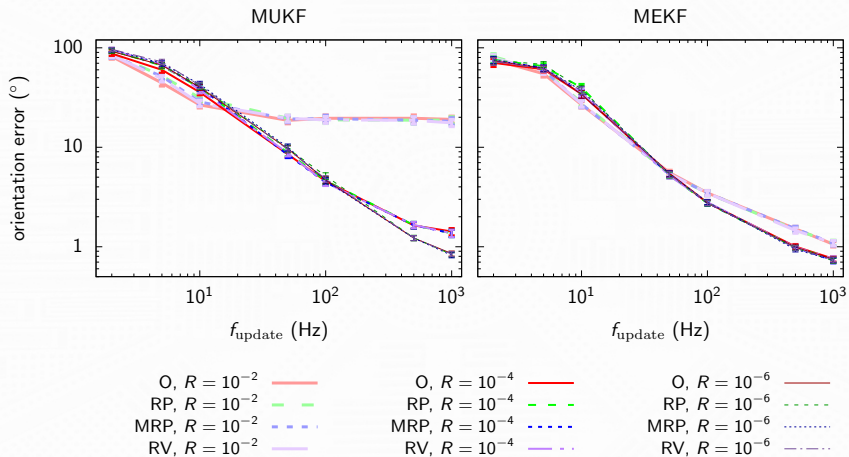 MUKF
MEKF
orientation error (°)
100
10
1
10¹ 10² 10³
10¹ 10² 10³
f_update (Hz)
f_update (Hz)
O, R = 10⁻²
RP, R = 10⁻²
MRP, R = 10⁻²
RV, R = 10⁻²
O, R = 10⁻⁴
RP, R = 10⁻⁴
MRP, R = 10⁻⁴
RV, R = 10⁻⁴
O, R = 10⁻⁶
RP, R = 10⁻⁶
MRP, R = 10⁻⁶
RV, R = 10⁻⁶